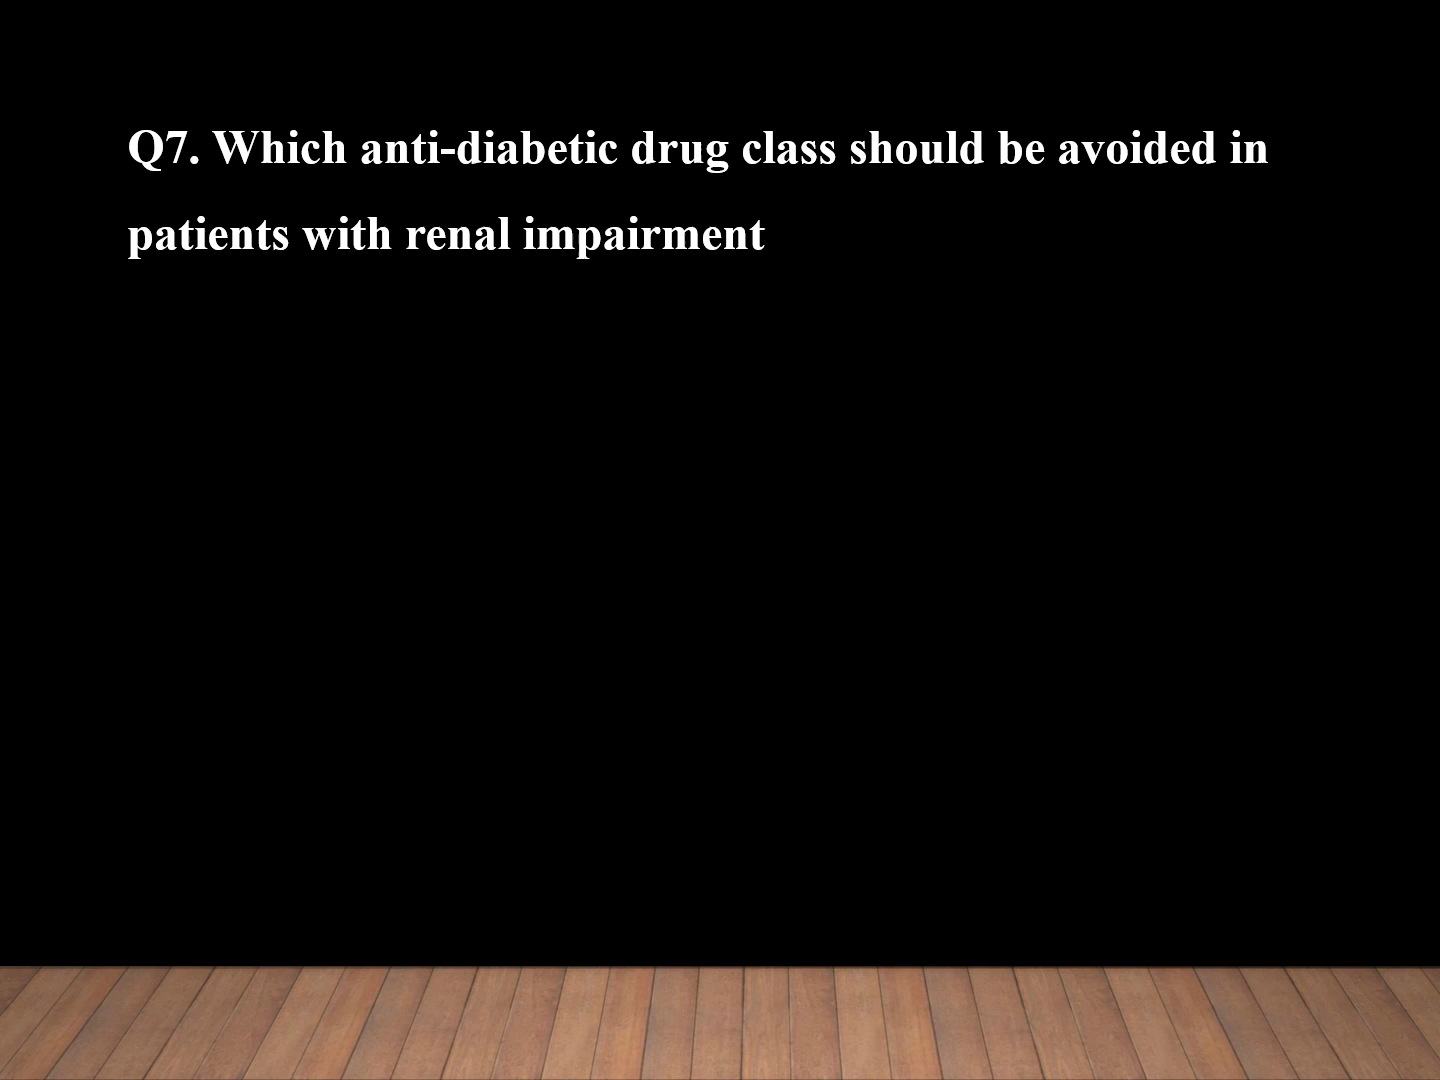 Q7. Which anti-diabetic drug class should be avoided in
patients with renal impairment